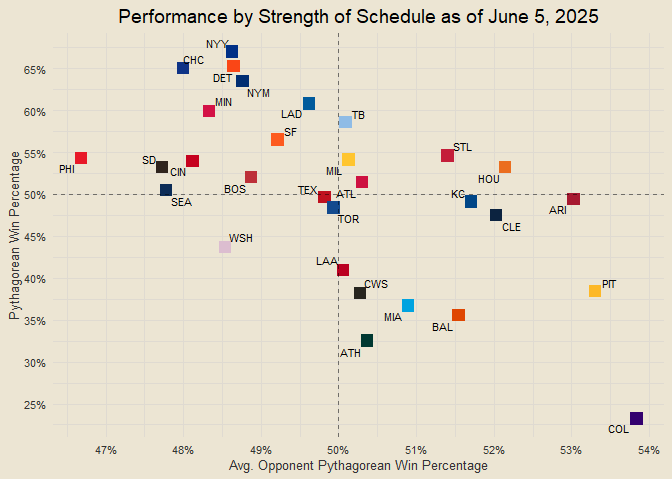 Performance by Strength of Schedule as of June 5, 2025
Pythagorean Win Percentage
65%
60%
55%
50%
45%
40%
35%
30%
25%
NYY
CHC
DET
NYM
MIN
LAD
TB
SF
PHI
SD
CIN
SEA
BOS
MIL
TEX
ATL
TOR
STL
HOU
KC
CLE
ARI
WSH
LAA
CWS
MIA
BAL
PIT
ATH
COL
47%
48%
49%
50%
51%
52%
53%
54%
Avg. Opponent Pythagorean Win Percentage